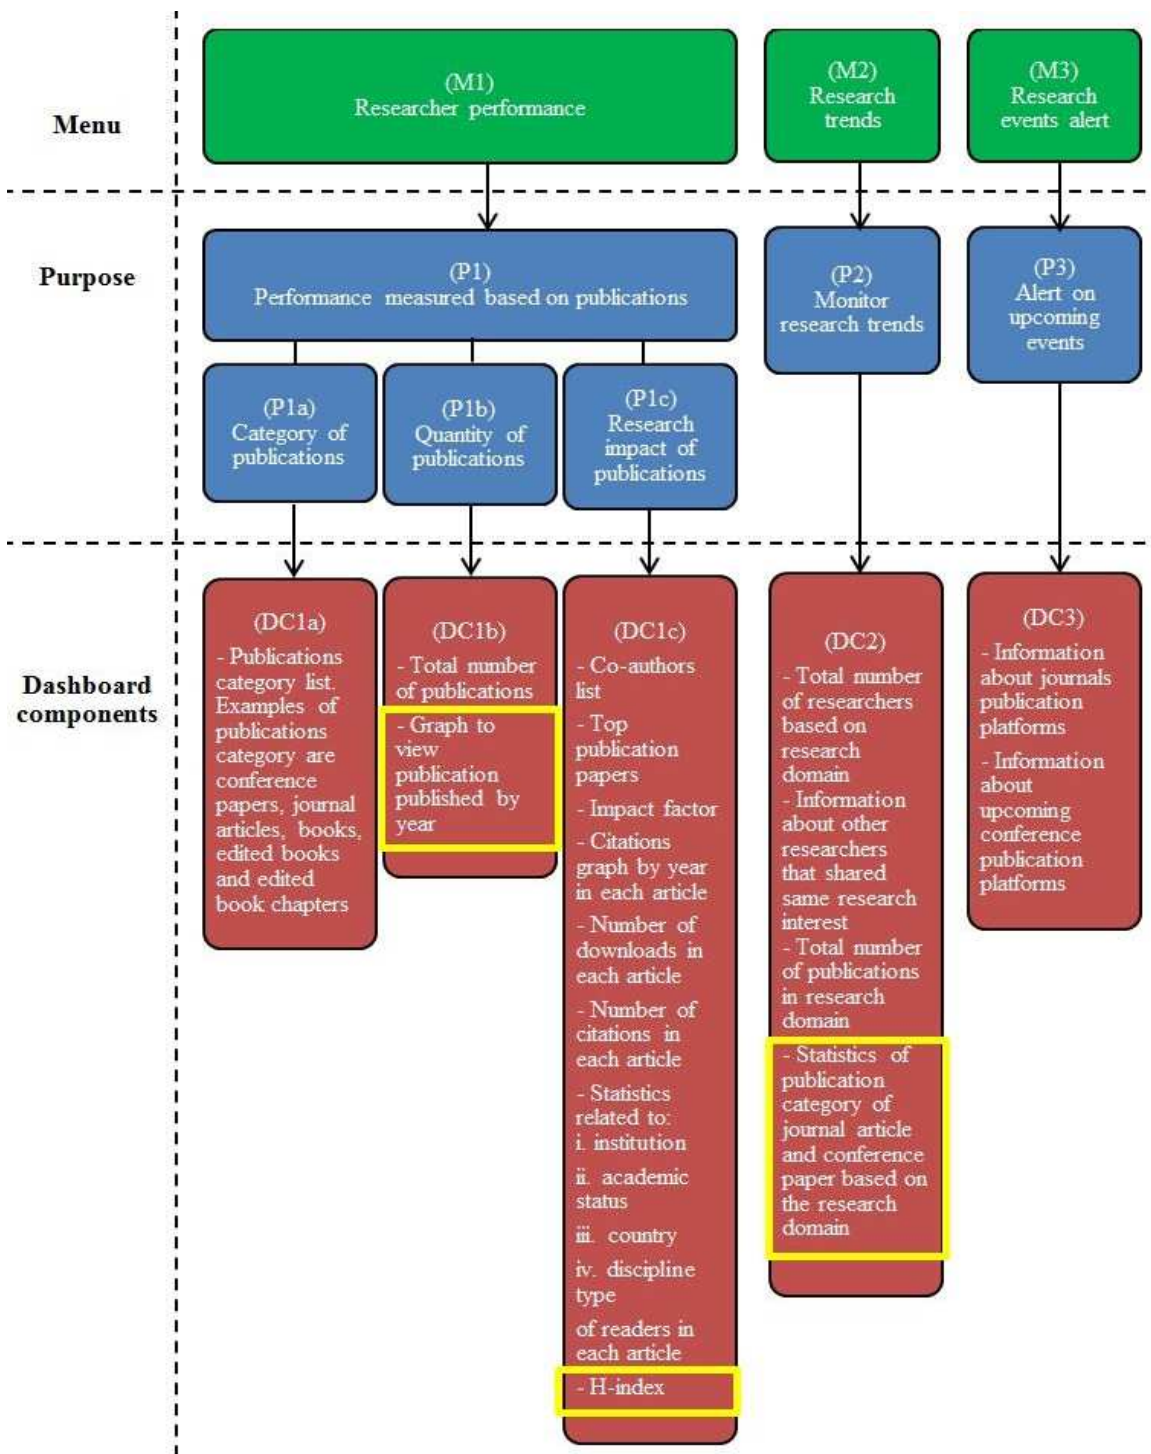 Menu
(M1)
Researcher performance
(M2)
Research
trends
(M3)
Research
events alert
Purpose
(P1)
Performance measured based on publications
(P2)
Monitor
research trends
(P3)
Alert on
upcoming
events
(P1a)
Category of
publications
(P1b)
Quantity of
publications
(P1c)
Research
impact of
publications
Dashboard
components
(DC1a)
- Publications
category list.
Examples of
publications
category are
conference
papers, journal
articles, books,
edited books
and edited
book chapters
(DC1b)
- Total number
of publications
- Graph to
view
publication
published by
year
(DC1c)
- Co-authors
list
- Top
publication
papers
- Impact factor
- Citations
graph by year
in each article
- Number of
downloads in
each article
- Number of
citations in
each article
- Statistics
related to:
i. institution
ii. academic
status
iii. country
iv. discipline
type
of readers in
each article
- H-index
(DC2)
- Total number
of researchers
based on
research
domain
- Information
about other
researchers
that shared
same research
interest
- Total number
of publications
in research
domain
- Statistics of
publication
category of
journal article
and conference
paper based on
the research
domain
(DC3)
- Information
about journals
publication
platforms
- Information
about
upcoming
conference
publication
platforms